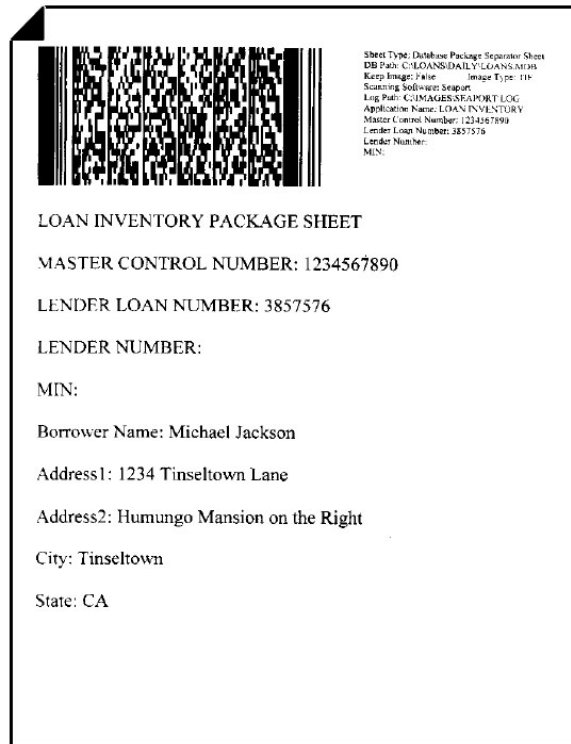 Sheet Type: Database Package Separator Sheet
DB Path: C:\LOANS\DAILY\LOANS.MDB
Keep Image: False Image Type: TIF
Scanning Software: Seaport
Log Path: C:\IMAGES\SEAPORT.LOG
Application Name: LOAN INVENTORY
Master Control Number: 1234567890
Lender Loan Number: 3857576
Lender Number:
MIN:
LOAN INVENTORY PACKAGE SHEET
MASTER CONTROL NUMBER: 1234567890
LENDER LOAN NUMBER: 3857576
LENDER NUMBER:
MIN:
Borrower Name: Michael Jackson
Address1: 1234 Tinseltown Lane
Address2: Humungo Mansion on the Right
City: Tinseltown
State: CA